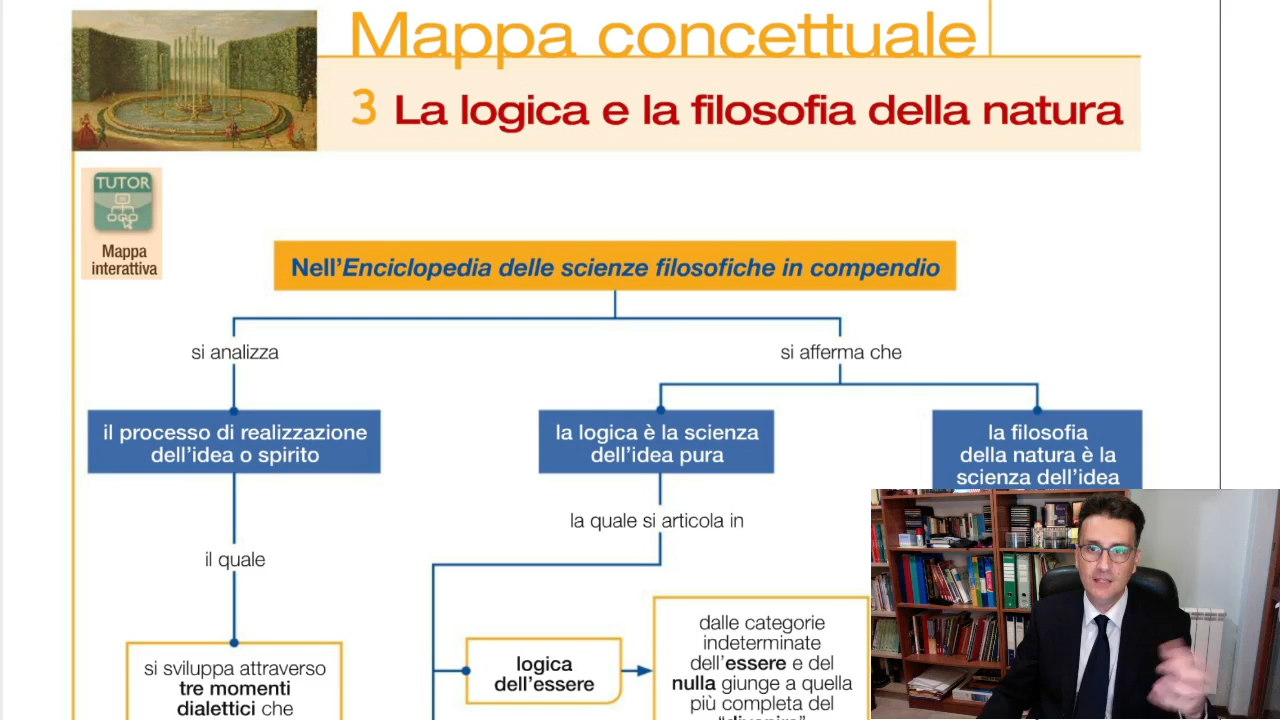 Mappa concettuale
3 La logica e la filosofia della natura
TUTOR
Mappa
interattiva
Nell'Enciclopedia delle scienze filosofiche in compendio
si analizza
si afferma che
il processo di realizzazione
dell'idea o spirito
la logica è la scienza
dell'idea pura
la filosofia
della natura è la
scienza dell'idea
la quale si articola in
il quale
si sviluppa attraverso
tre momenti
dialettici che
logica
dell'essere
dalle categorie
indeterminate
dell'essere e del
nulla giunge a quella
più completa del
"divenire"